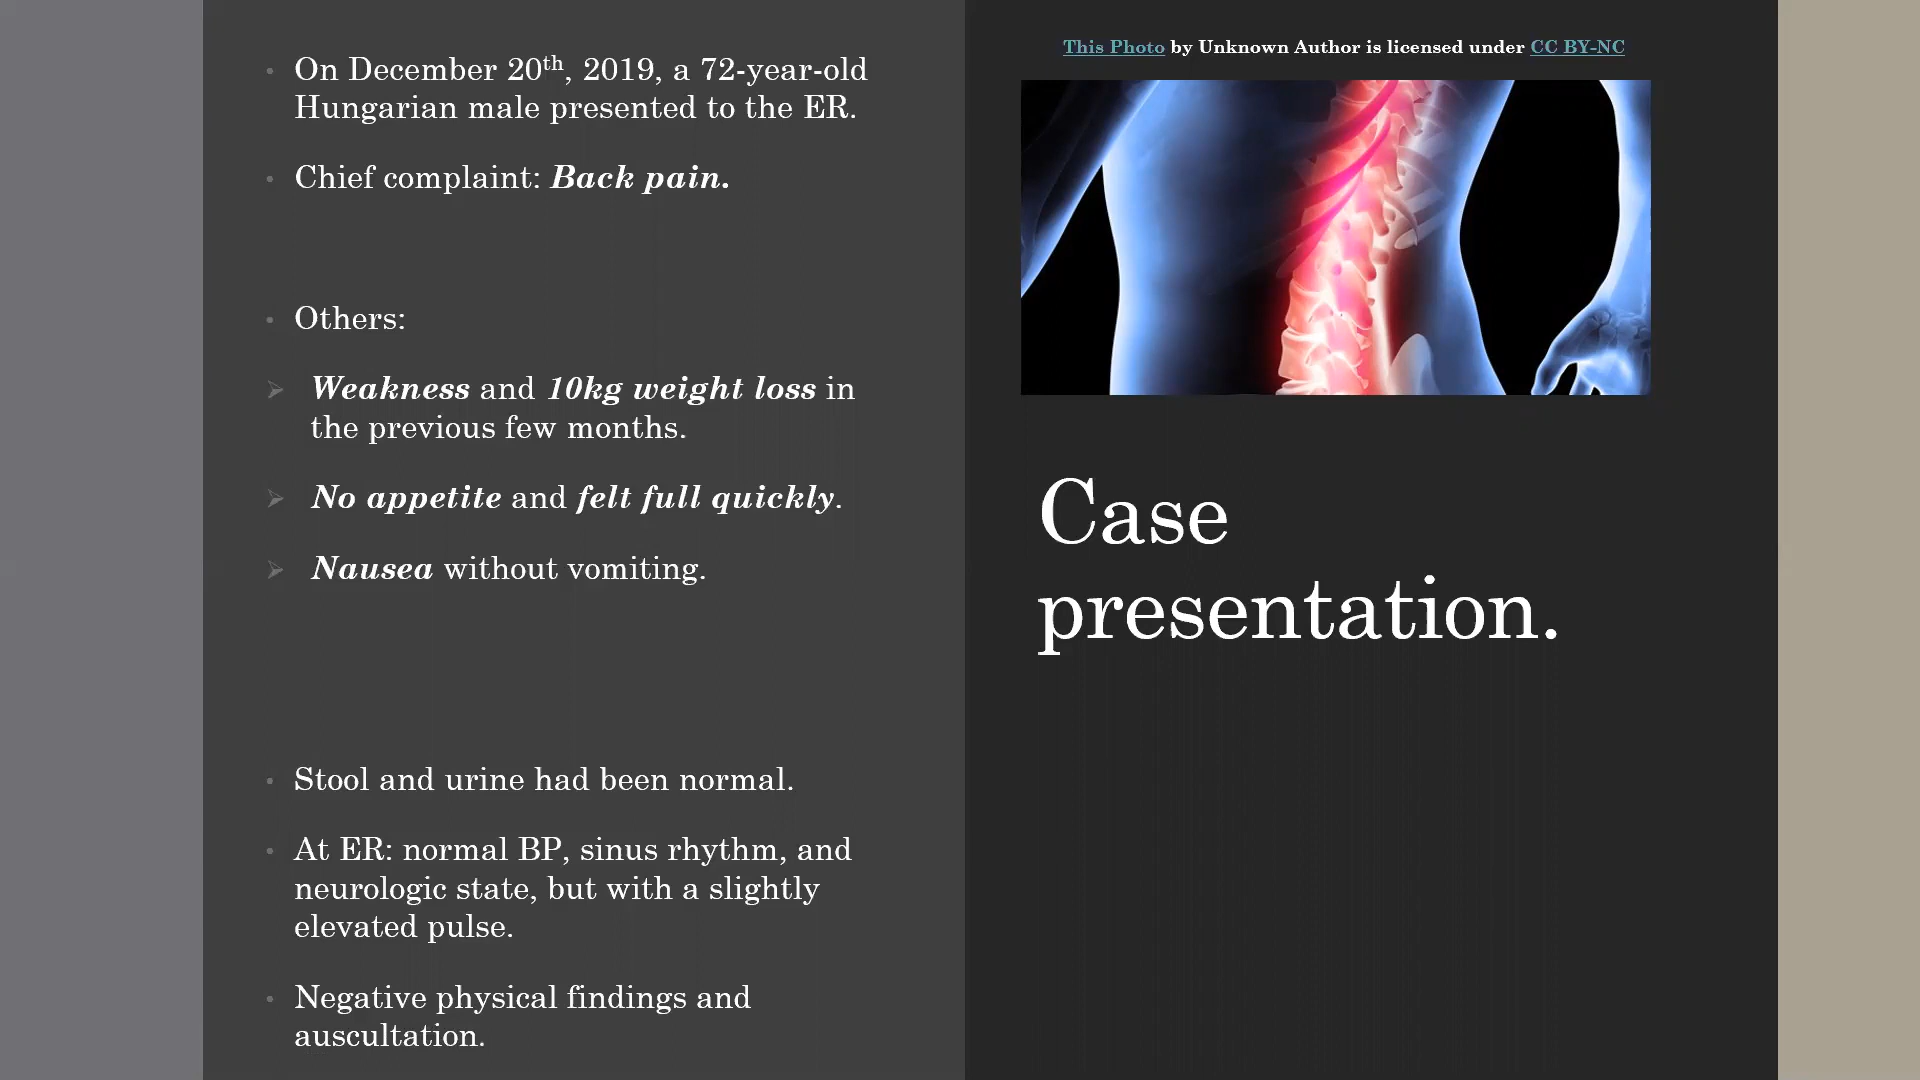 On December 20th, 2019, a 72-year-old
Hungarian male presented to the ER.
Chief complaint: Back pain.
Others:
Weakness and 10kg weight loss in
the previous few months.
No appetite and felt full quickly.
Nausea without vomiting.
Stool and urine had been normal.
At ER: normal BP, sinus rhythm, and
neurologic state, but with a slightly
elevated pulse.
Negative physical findings and
auscultation.
This Photo by Unknown Author is licensed under CC BY-NC
Case
presentation.